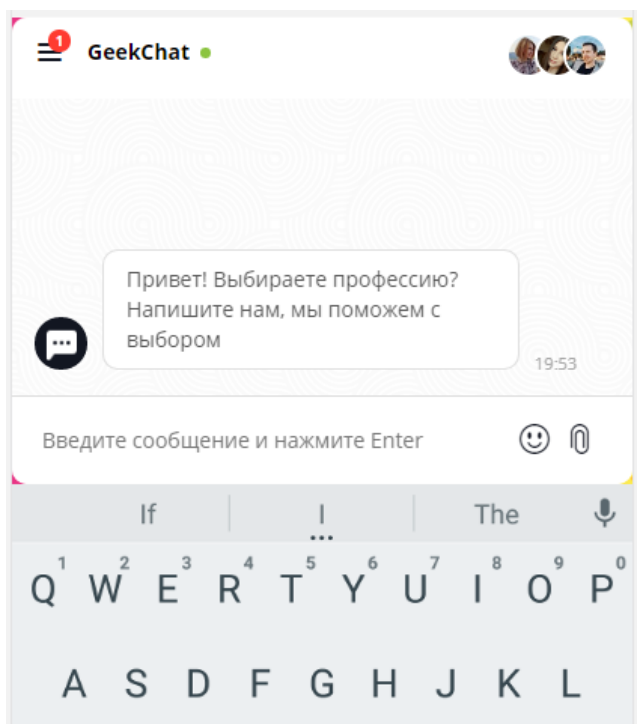 1
GeekChat
Привет! Выбираете профессию?
Напишите нам, мы поможем с
выбором
19:53
Введите сообщение и нажмите Enter
If I The
1 2 3 4 5 6 7 8 9 0
Q W E R T Y U I O P
A S D F G H J K L